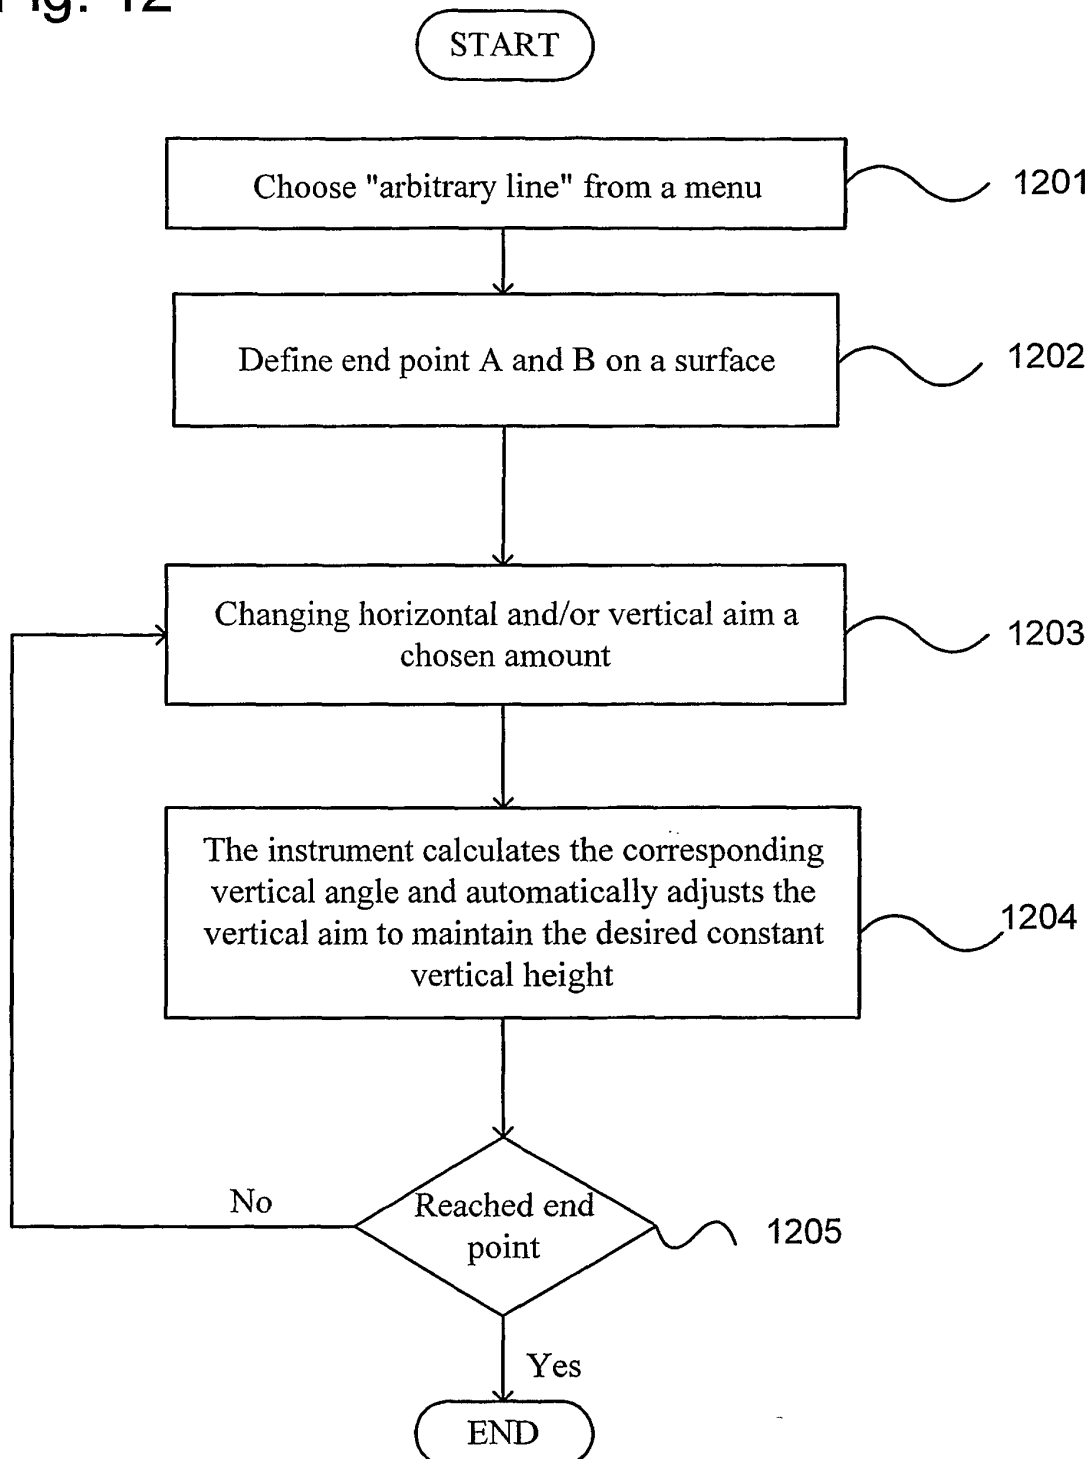 Fig. 12
START
Choose "arbitrary line" from a menu
1201
Define end point A and B on a surface
1202
Changing horizontal and/or vertical aim a
chosen amount
1203
The instrument calculates the corresponding
vertical angle and automatically adjusts the
vertical aim to maintain the desired constant
vertical height
1204
Reached end
point
1205
No
Yes
END